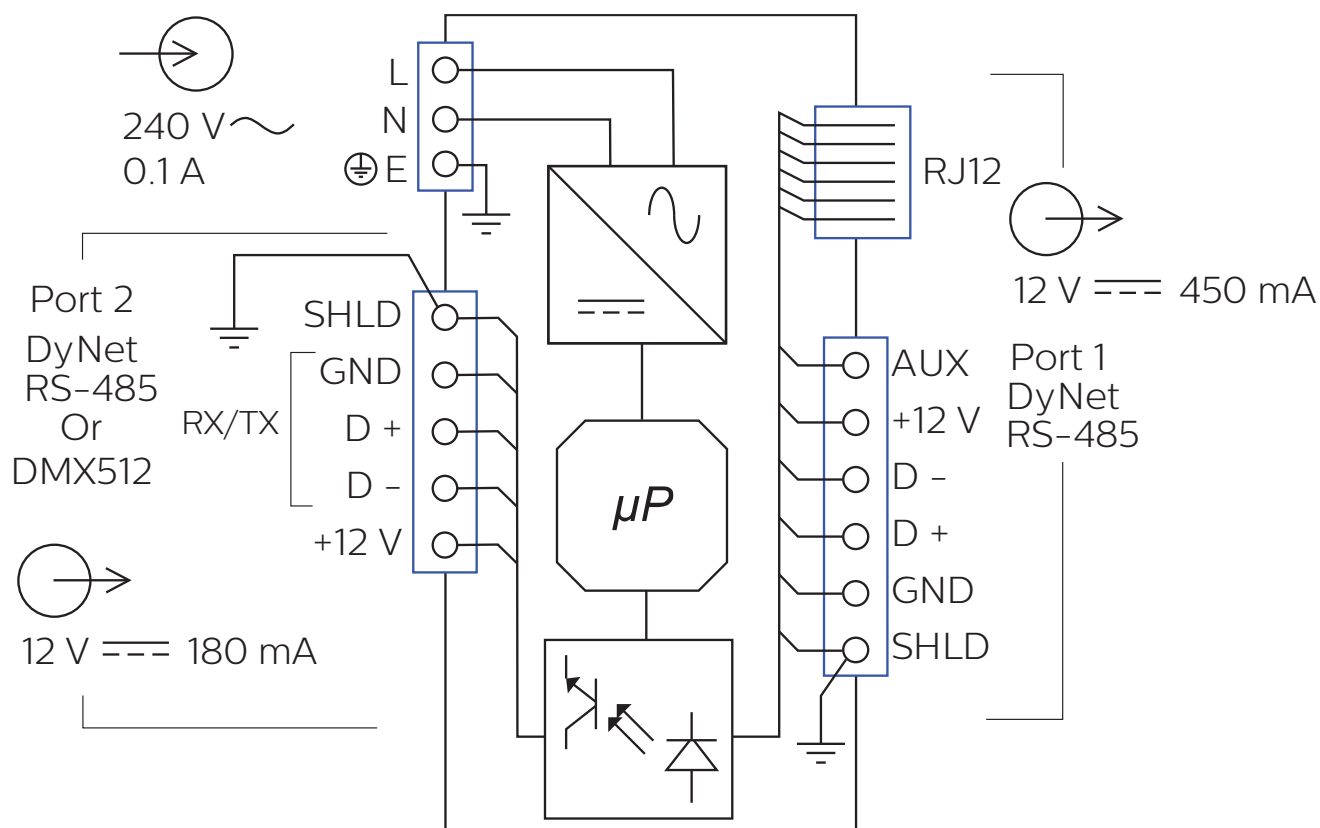 240 V
0.1 A
L
N
E
Port 2
DyNet
RS-485
Or
DMX512
RX/TX
SHLD
GND
D +
D -
+12 V
12 V 180 mA
µP
RJ12
12 V 450 mA
Port 1
DyNet
RS-485
AUX
+12 V
D -
D +
GND
SHLD